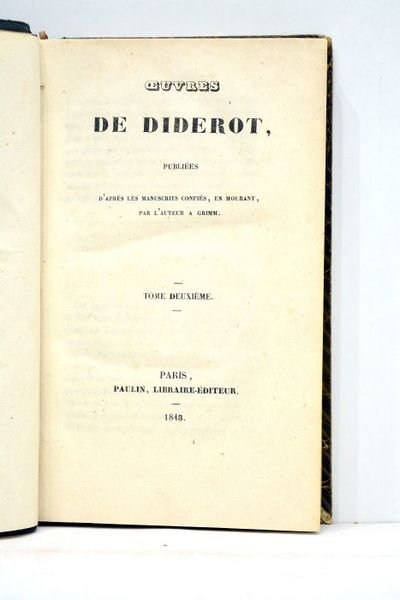 ŒUVRES
DE DIDEROT,
PUBLIÉES
D'APRÈS LES MANUSCRITS CONFIÉS, EN MOURANT,
PAR L'AUTEUR A GRIMM.
TOME DEUXIÈME.
PARIS,
PAULIN, LIBRAIRE-ÉDITEUR.
1843.